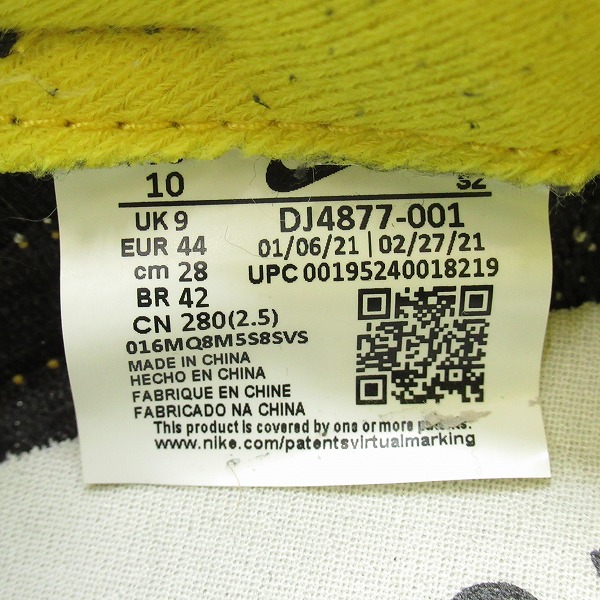 10
SZ
UK 9
DJ4877-001
EUR 44
01/06/21 | 02/27/21
cm 28
UPC 00195240018219
BR 42
CN 280(2.5)
016MQ8M5S8SVS
MADE IN CHINA
HECHO EN CHINA
FABRIQUE EN CHINE
FABRICADO NA CHINA
This product is covered by one or more patents.
www.nike.com/patentsvirtualmarking